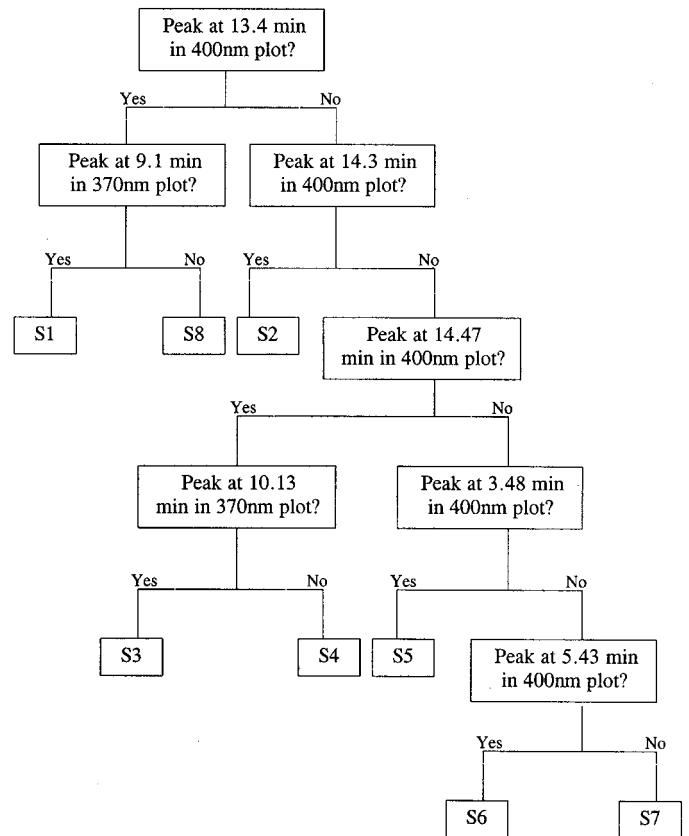 Peak at 13.4 min
in 400nm plot?
Yes
No
Peak at 9.1 min
in 370nm plot?
Peak at 14.3 min
in 400nm plot?
Yes
No
Yes
No
S1
S8
S2
Peak at 14.47
min in 400nm plot?
Yes
No
Peak at 10.13
min in 370nm plot?
Peak at 3.48 min
in 400nm plot?
Yes
No
Yes
No
S3
S4
S5
Peak at 5.43 min
in 400nm plot?
Yes
No
S6
S7